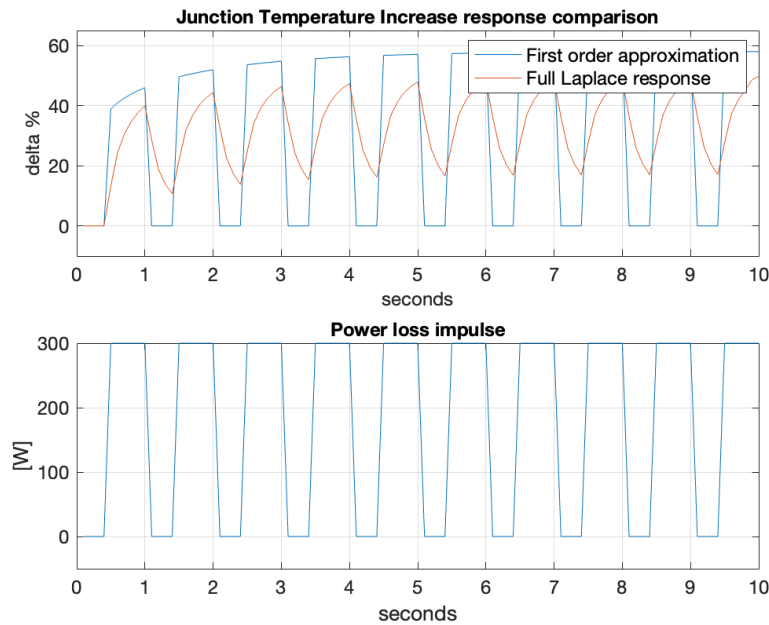 Junction Temperature Increase response comparison
First order approximation
Full Laplace response
delta %
60
40
20
0
0 1 2 3 4 5 6 7 8 9 10
seconds
Power loss impulse
[W]
300
200
100
0
0 1 2 3 4 5 6 7 8 9 10
seconds